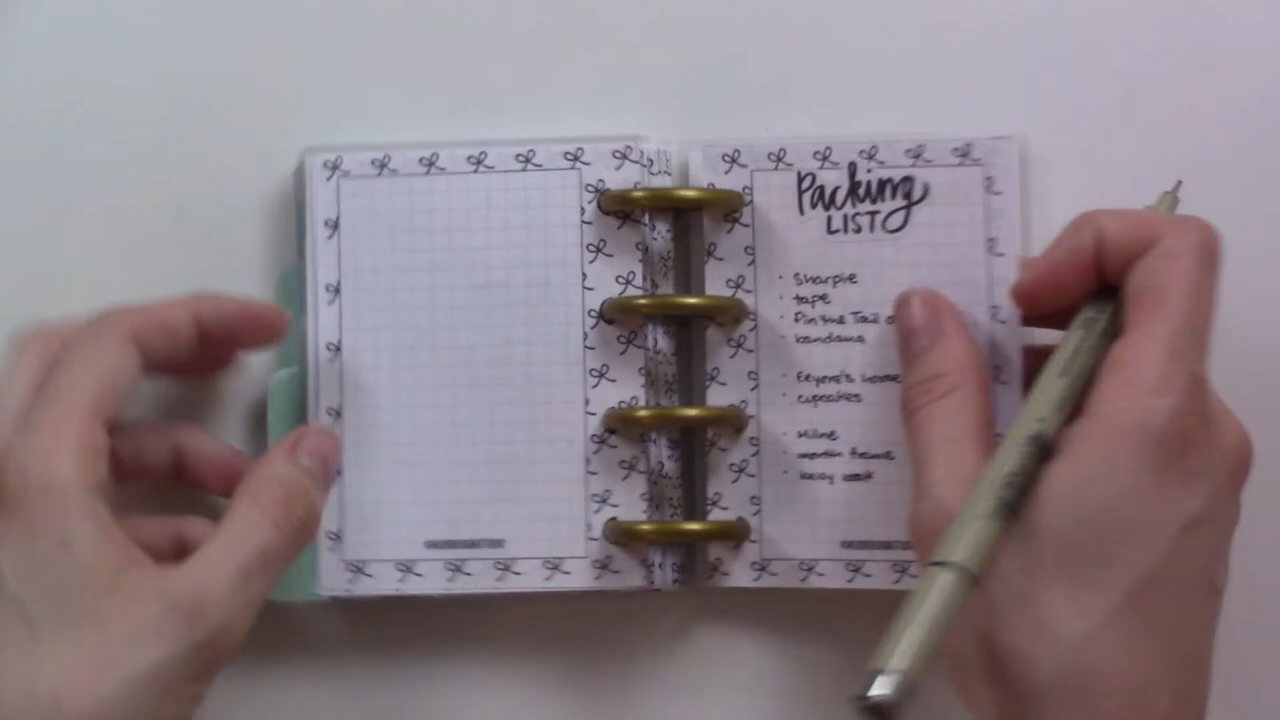 Packing
LIST
· Sharpie
· tape
· Pin the Tail o
· bandana
· Eeyore's house
· cupcakes
· Milne